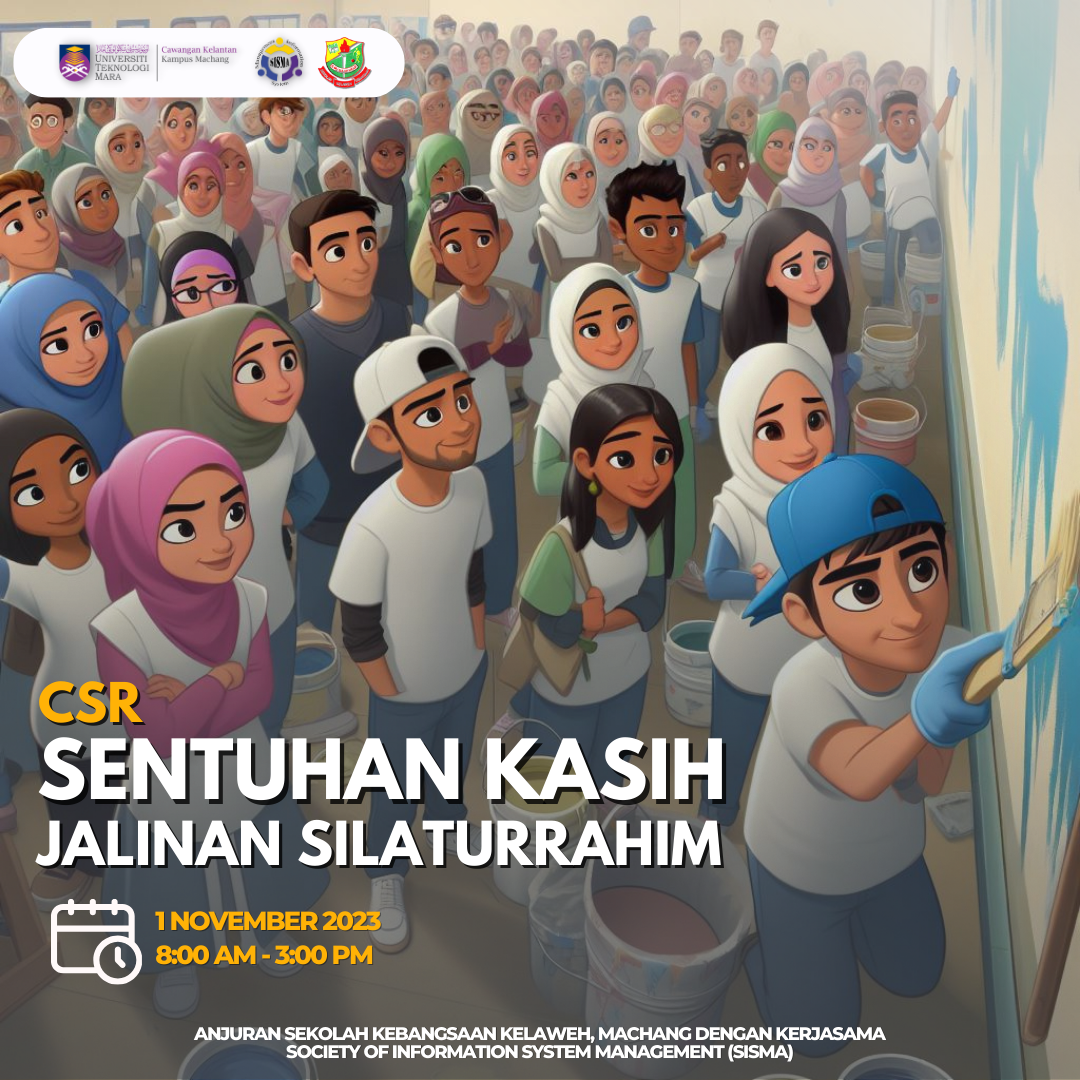 UNIVERSITI
TEKNOLOGI
MARA
Cawangan Kelantan
Kampus Machang
SISMA
CSR
SENTUHAN KASIH
JALINAN SILATURRAHIM
1 NOVEMBER 2023
8:00 AM - 3:00 PM
ANJURAN SEKOLAH KEBANGSAAN KELAWEH, MACHANG DENGAN KERJASAMA
SOCIETY OF INFORMATION SYSTEM MANAGEMENT (SISMA)